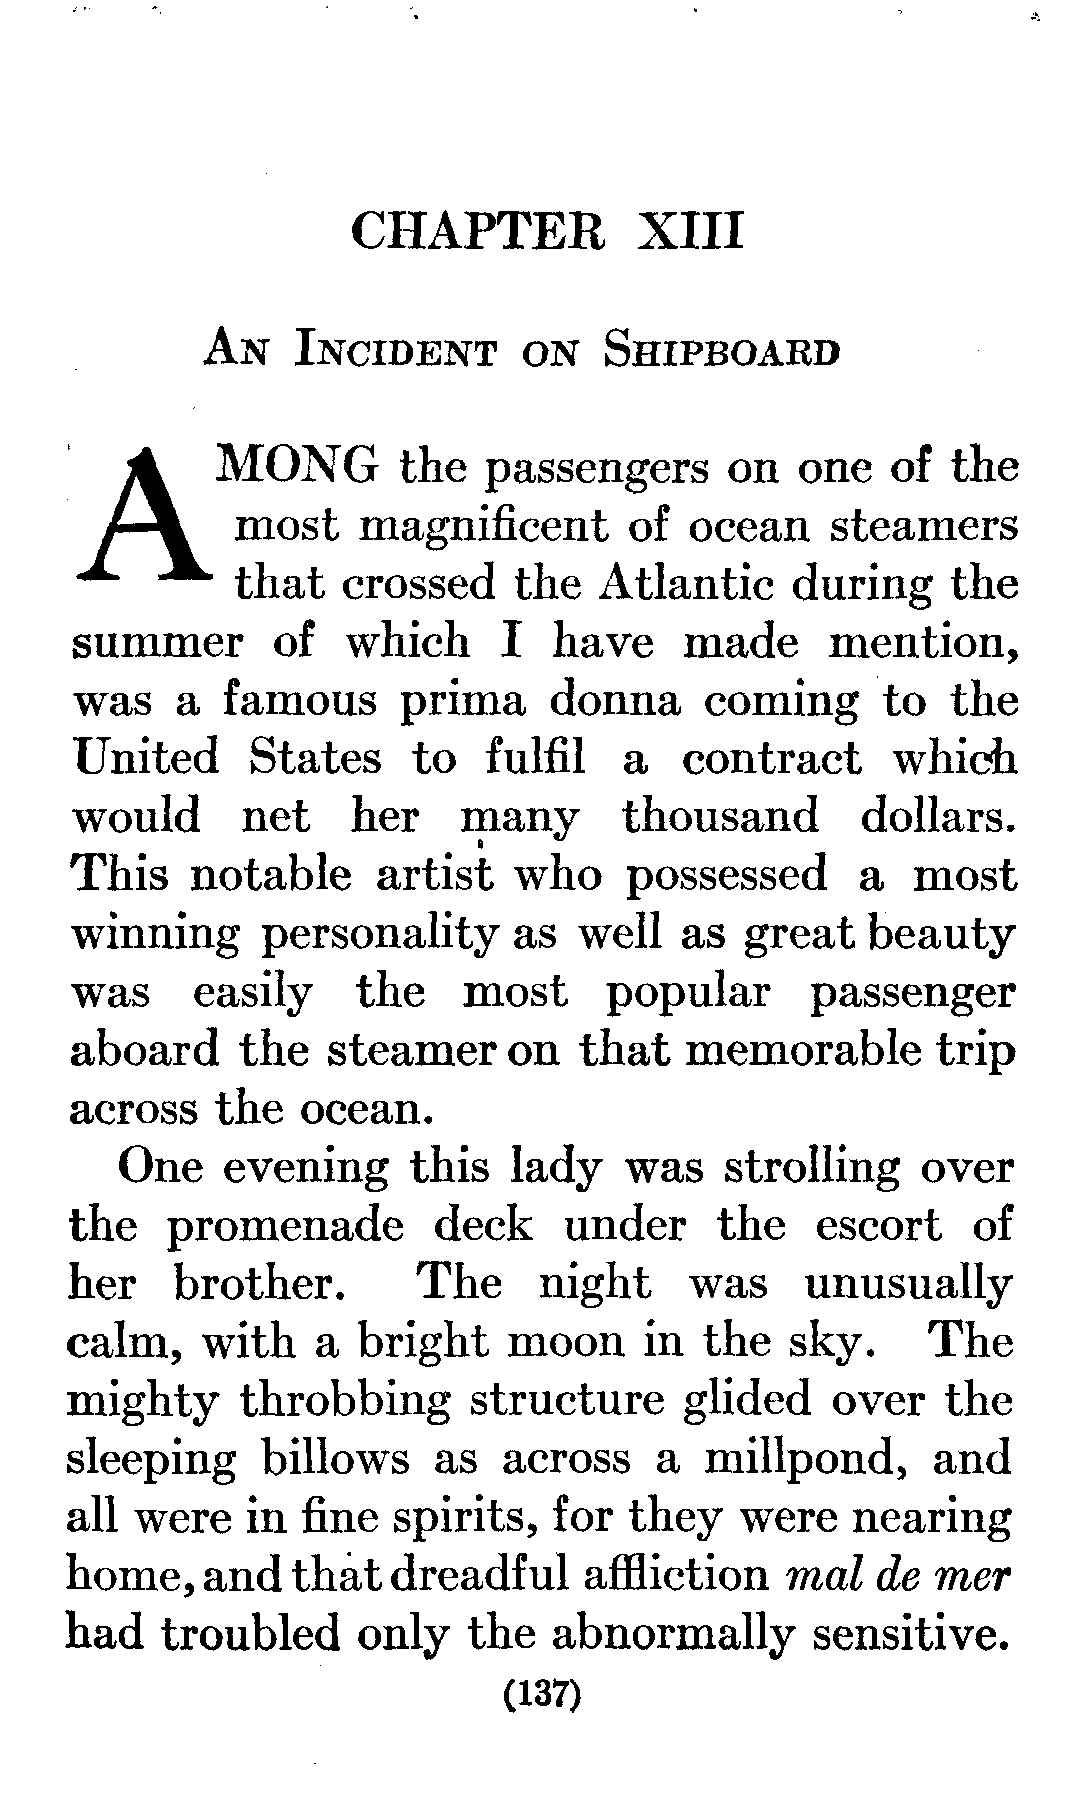 CHAPTER XIII
An Incident on Shipboard
AMONG the passengers on one of the
most magnificent of ocean steamers
that crossed the Atlantic during the
summer of which I have made mention,
was a famous prima donna coming to the
United States to fulfil a contract which
would net her many thousand dollars.
This notable artist who possessed a most
winning personality as well as great beauty
was easily the most popular passenger
aboard the steamer on that memorable trip
across the ocean.
One evening this lady was strolling over
the promenade deck under the escort of
her brother. The night was unusually
calm, with a bright moon in the sky. The
mighty throbbing structure glided over the
sleeping billows as across a millpond, and
all were in fine spirits, for they were nearing
home, and that dreadful affliction mal de mer
had troubled only the abnormally sensitive.
(137)